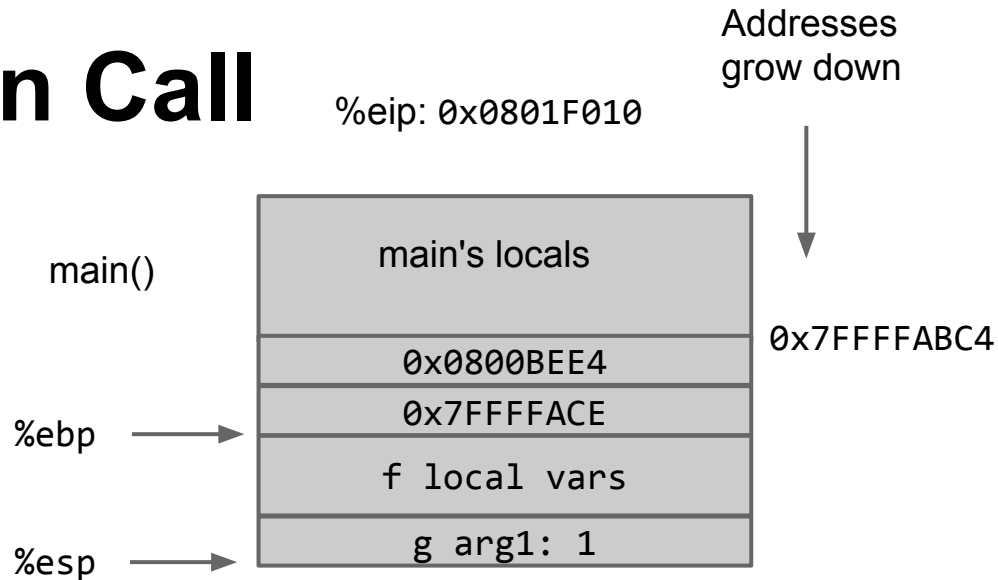 Addresses
grow down
n Call
%eip: 0x0801F010
main()
main's locals
0x7FFFFABC4
0x0800BEE4
0x7FFFFACE
%ebp
f local vars
g arg1: 1
%esp